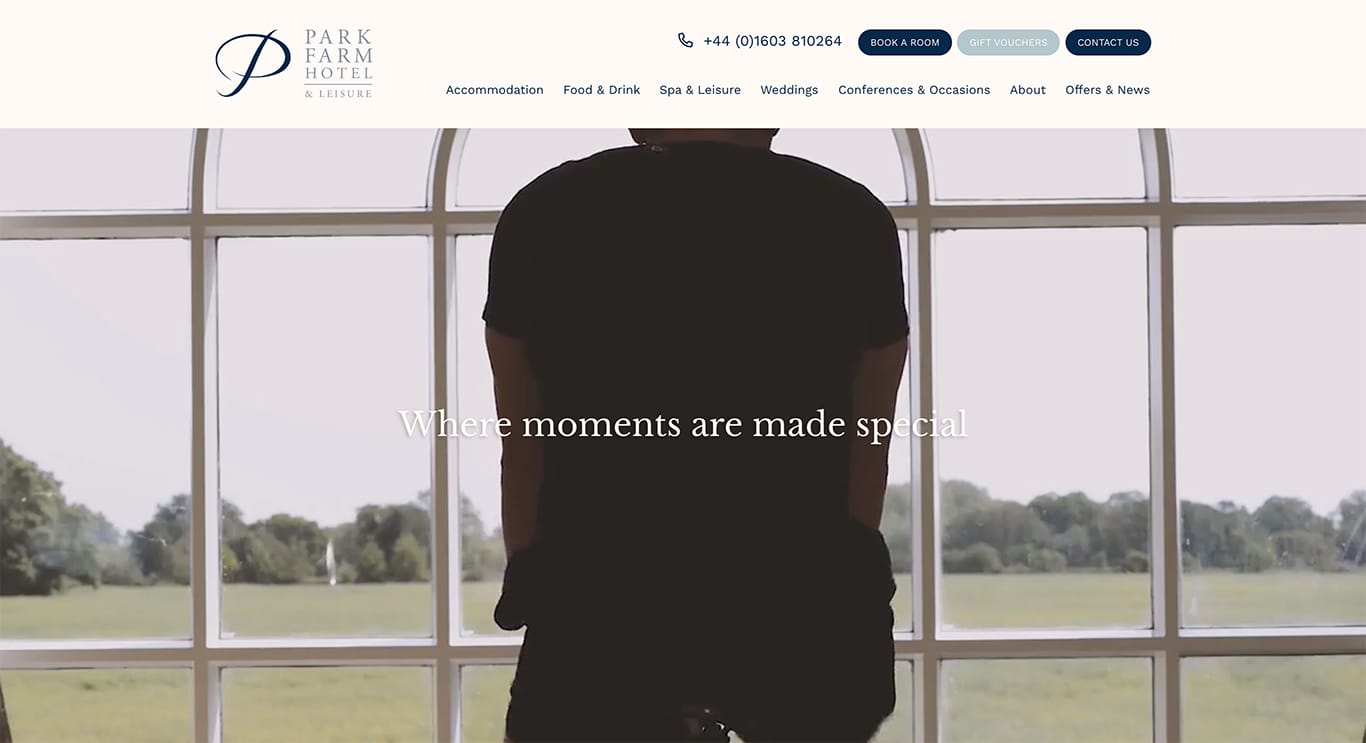 P
PARK
FARM
HOTEL
& LEISURE
+44 (0)1603 810264
BOOK A ROOM
GIFT VOUCHERS
CONTACT US
Accommodation
Food & Drink
Spa & Leisure
Weddings
Conferences & Occasions
About
Offers & News
Where moments are made special